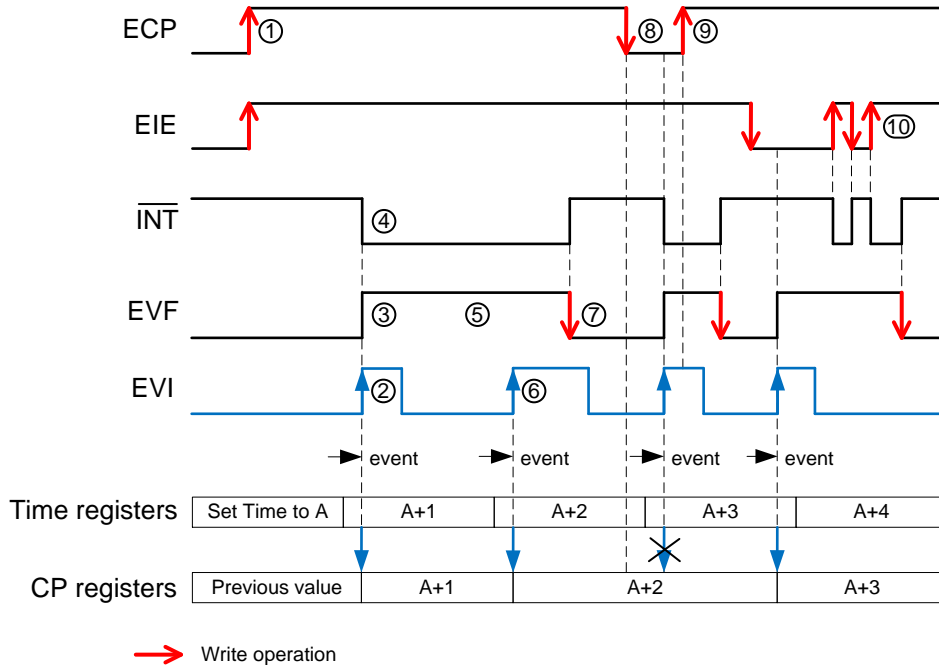 ECP ① ⑧ ⑨
EIE ⑩
INT ④
EVF ③ ⑤ ⑦
EVI ② ⑥
event event event event
Time registers Set Time to A A+1 A+2 A+3 A+4
CP registers Previous value A+1 A+2 A+3
Write operation